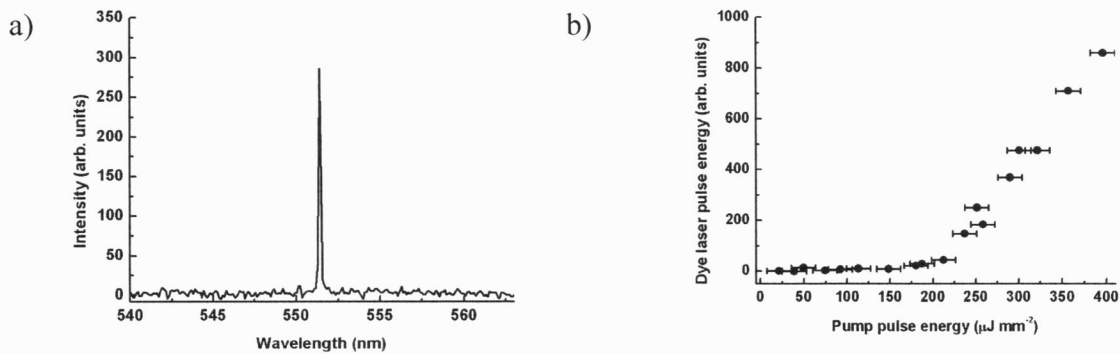 a)
350
300
250
200
150
100
50
0
Intensity (arb. units)
540 545 550 555 560
Wavelength (nm)
b)
1000
800
600
400
200
0
Dye laser pulse energy (arb. units)
0 50 100 150 200 250 300 350 400
Pump pulse energy (μJ mm⁻²)